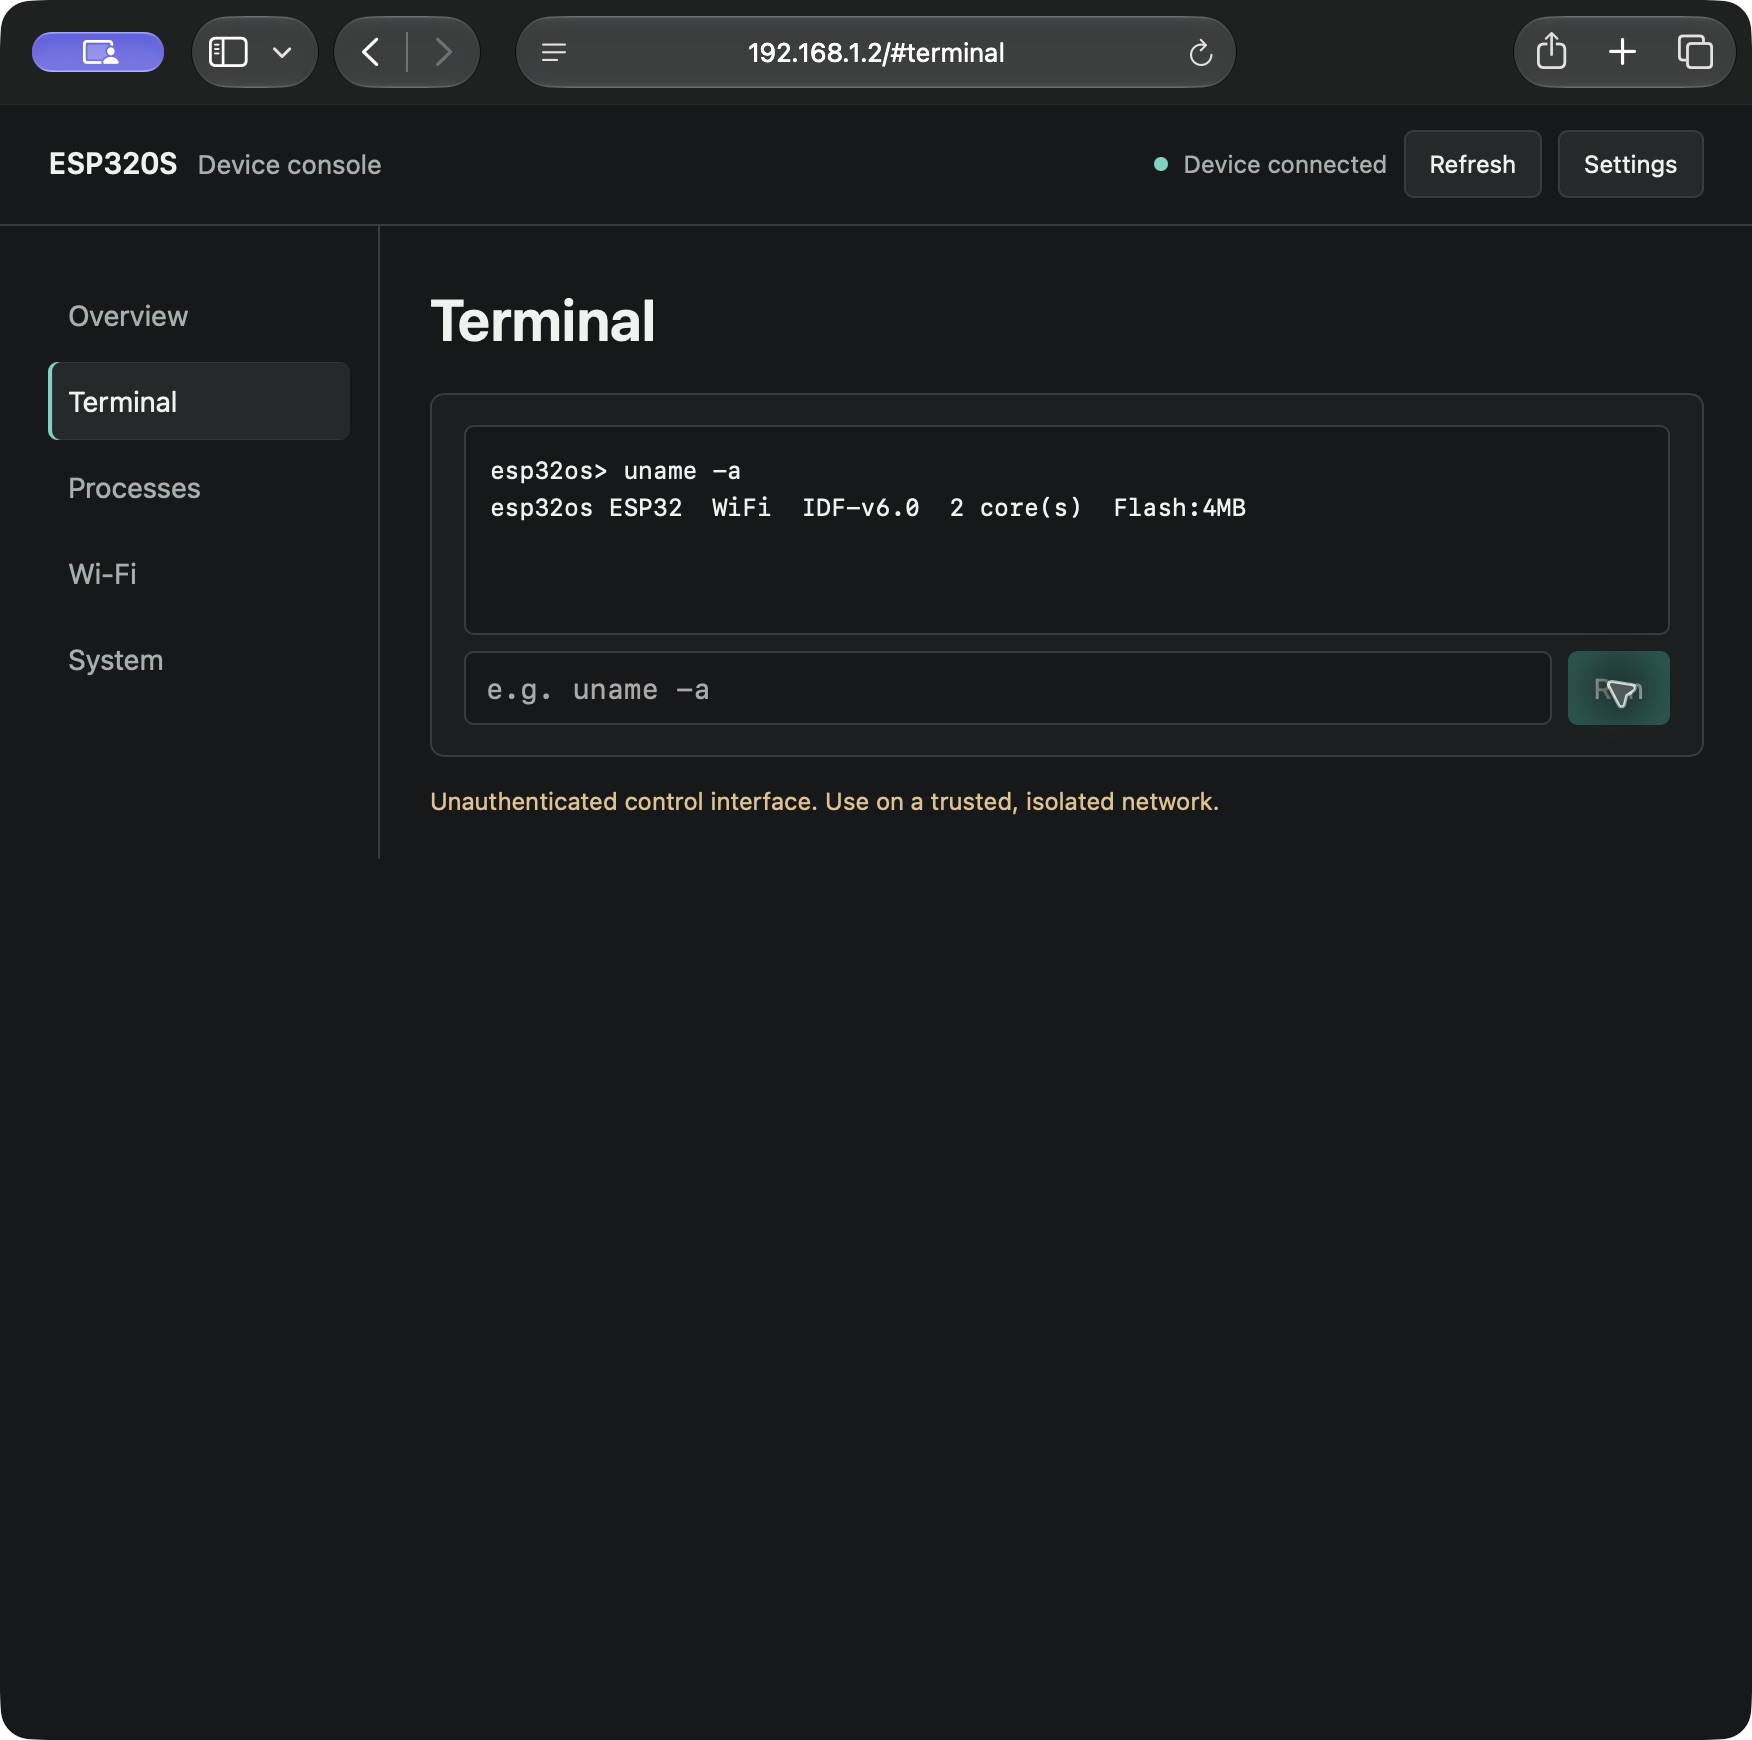 192.168.1.2/#terminal
ESP32OS Device console
Device connected
Refresh
Settings
Overview
Terminal
Processes
Wi-Fi
System
Terminal
esp32os> uname -a
esp32os ESP32  WiFi  IDF-v6.0  2 core(s)  Flash:4MB
e.g. uname -a
Unauthenticated control interface. Use on a trusted, isolated network.